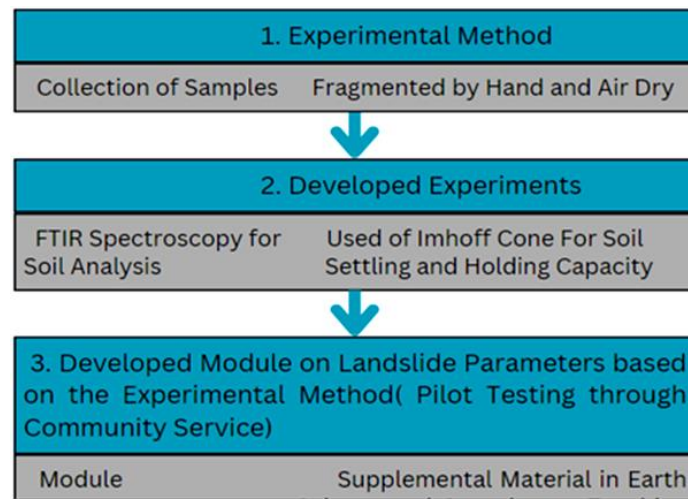 1. Experimental Method
Collection of Samples Fragmented by Hand and Air Dry
2. Developed Experiments
FTIR Spectroscopy for Used of Imhoff Cone For Soil
Soil Analysis Settling and Holding Capacity
3. Developed Module on Landslide Parameters based
on the Experimental Method( Pilot Testing through
Community Service)
Module Supplemental Material in Earth